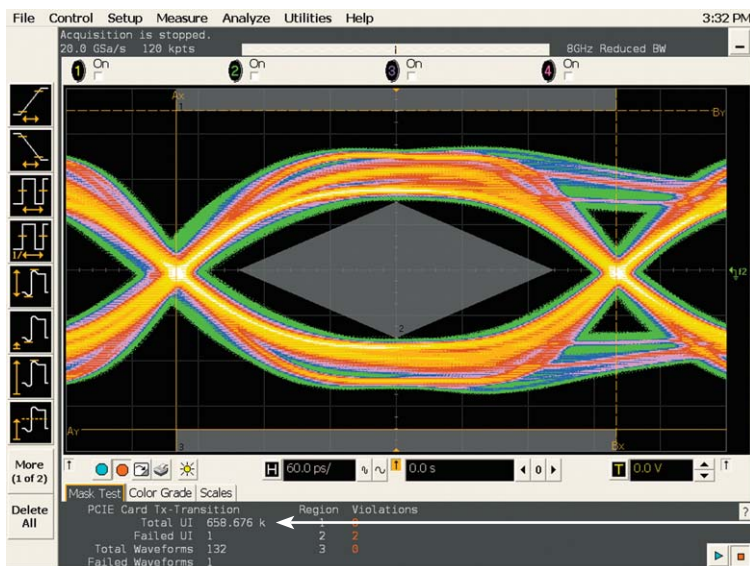 File Control Setup Measure Analyze Utilities Help 3:32 PM
Acquisition is stopped.
20.0 GSa/s 120 kpts 8GHz Reduced BW
1 On 2 On 3 On 4 On
Ax
1
By
2
Ay
3
Bx
More
(1 of 2)
Delete
All
H 60.0 ps/ 0.0 s 0 T 0.0 V
Mask Test Color Grade Scales
PCIE Card Tx-Transition Region Violations
Total UI 658.676 k 1 0
Failed UI 1 2 2
Total Waveforms 132 3 0
Failed Waveforms 1
?